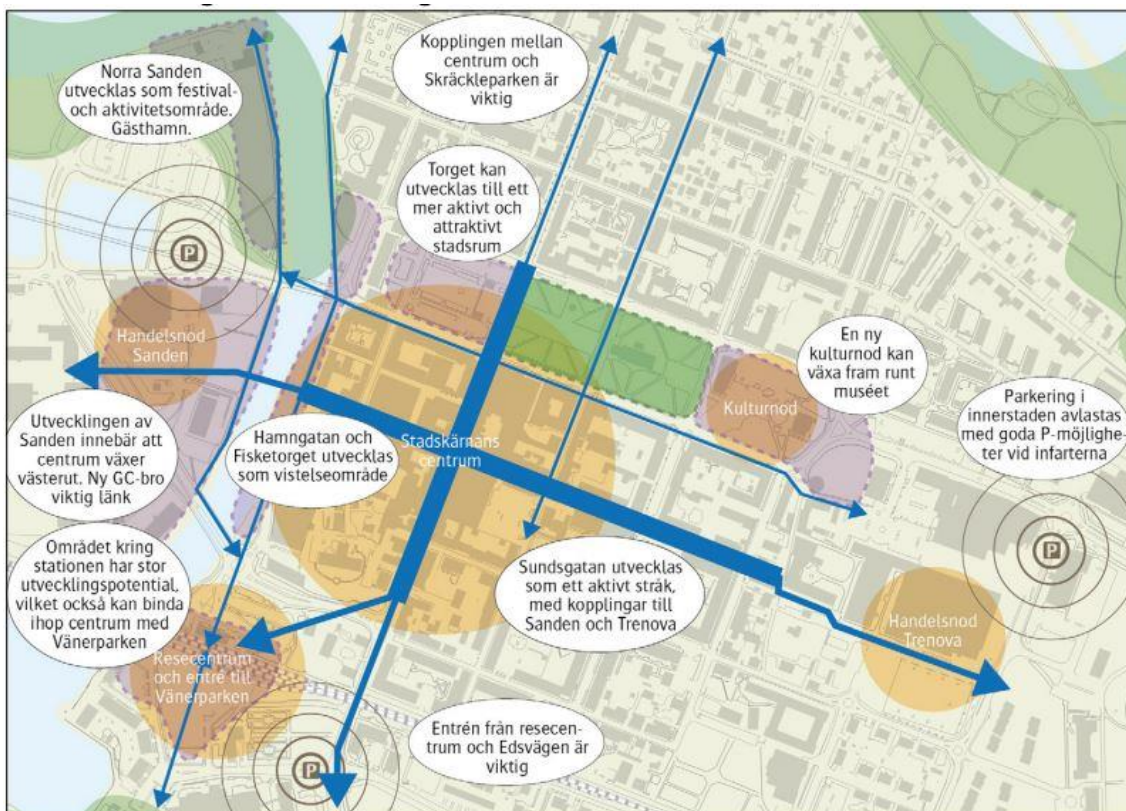 Norra Sanden
utvecklas som festival-
och aktivitetsområde.
Gästhamn.
Kopplingen mellan
centrum och
Skräckleparken är
viktig
Torget kan
utvecklas till ett
mer aktivt och
attraktivt
stadsrum
P
Handelsnod
Sanden
En ny
kulturnod kan
växa fram runt
muséet
Kulturnod
Parkering i
innerstaden avlastas
med goda P-möjlighe-
ter vid infarterna
Utvecklingen av
Sanden innebär att
centrum växer
västerut. Ny GC-bro
viktig länk
Hamngatan och
Fisketorget utvecklas
som vistelseområde
Stadskärnans
centrum
P
Området kring
stationen har stor
utvecklingspotential,
vilket också kan binda
ihop centrum med
Vänerparken
Sundsgatan utvecklas
som ett aktivt stråk,
med kopplingar till
Sanden och Trenova
Handelsnod
Trenova
Resecentrum
och entré till
Vänerparken
Entrén från resecen-
trum och Edsvägen är
viktig
P